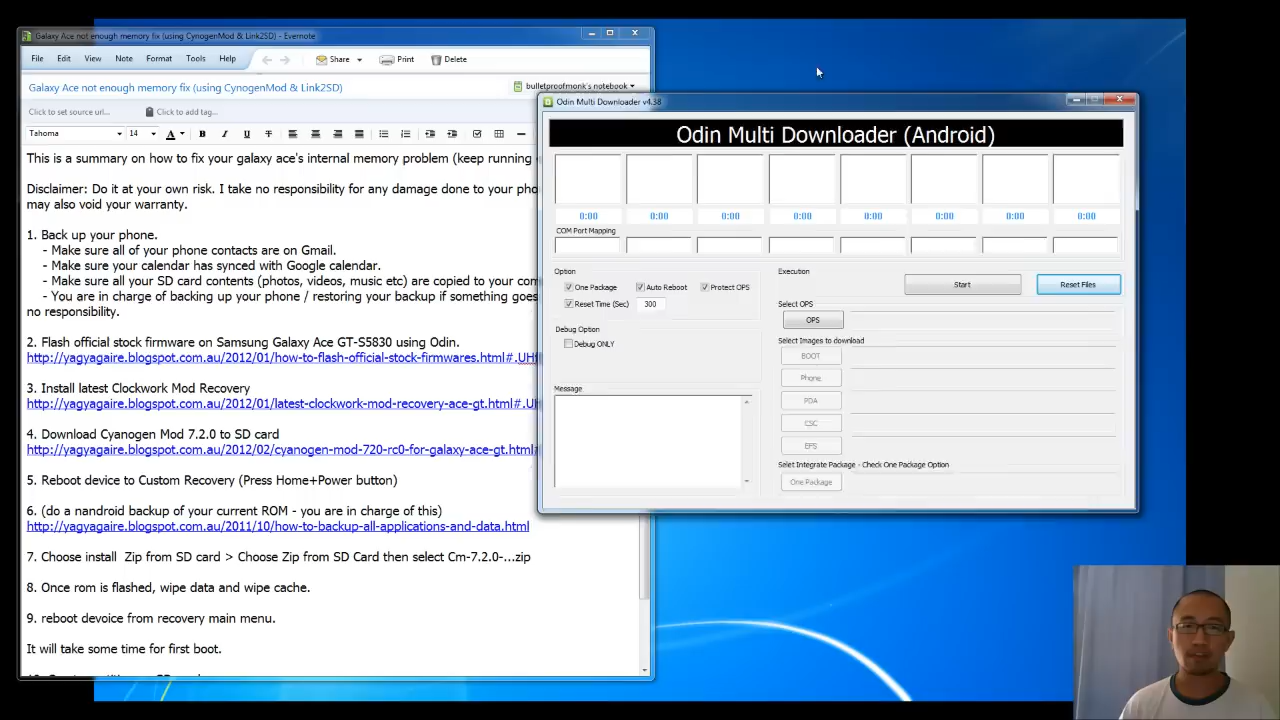 Galaxy Ace not enough memory fix (using CynogenMod & Link2SD) - Evernote
File Edit View Note Format Tools Help Share Print Delete
Galaxy Ace not enough memory fix (using CynogenMod & Link2SD) bulletproofmonk's notebook
Click to set source url... Click to add tag...
Tahoma 14 A B I U T
This is a summary on how to fix your galaxy ace's internal memory problem (keep running
Disclaimer: Do it at your own risk. I take no responsibility for any damage done to your
may also void your warranty.
1. Back up your phone.
- Make sure all of your phone contacts are on Gmail.
- Make sure your calendar has synced with Google calendar.
- Make sure all your SD card contents (photos, videos, music etc) are copied to your
- You are in charge of backing up your phone / restoring your backup if something goes
no responsibility.
2. Flash official stock firmware on Samsung Galaxy Ace GT-S5830 using Odin.
http://yagyagaire.blogspot.com.au/2012/01/how-to-flash-official-stock-firmwares.html#.UH
3. Install latest Clockwork Mod Recovery
http://yagyagaire.blogspot.com.au/2012/01/latest-clockwork-mod-recovery-ace-gt.html#.
4. Download Cyanogen Mod 7.2.0 to SD card
http://yagyagaire.blogspot.com.au/2012/02/cyanogen-mod-720-rc0-for-galaxy-ace-gt.html
5. Reboot device to Custom Recovery (Press Home+Power button)
6. (do a nandroid backup of your current ROM - you are in charge of this)
http://yagyagaire.blogspot.com.au/2011/10/how-to-backup-all-applications-and-data.html
7. Choose install Zip from SD card > Choose Zip from SD Card then select Cm-7.2.0-...zip
8. Once rom is flashed, wipe data and wipe cache.
9. reboot devoice from recovery main menu.
It will take some time for first boot.
Odin Multi Downloader v4.38
Odin Multi Downloader (Android)
0:00 0:00 0:00 0:00 0:00 0:00 0:00 0:00
COM Port Mapping
Option
One Package Auto Reboot Protect OPS
Reset Time (Sec) 300
Debug Option
Debug ONLY
Message
Execution
Start Reset Files
Select OPS
OPS
Select Images to download
BOOT
Phone
PDA
CSC
EFS
Selet Integrate Package - Check One Package Option
One Package